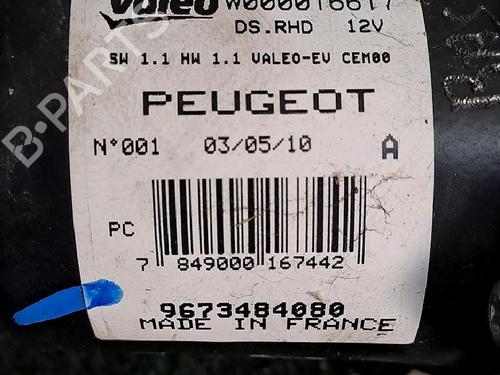 Valeo W000016617
DS.RHD 12V
SW 1.1 HW 1.1 VALEO-EV CEM00
PEUGEOT
N°001 03/05/10 A
PC
7 849000 167442
9673484080
MADE IN FRANCE
B-PARTS